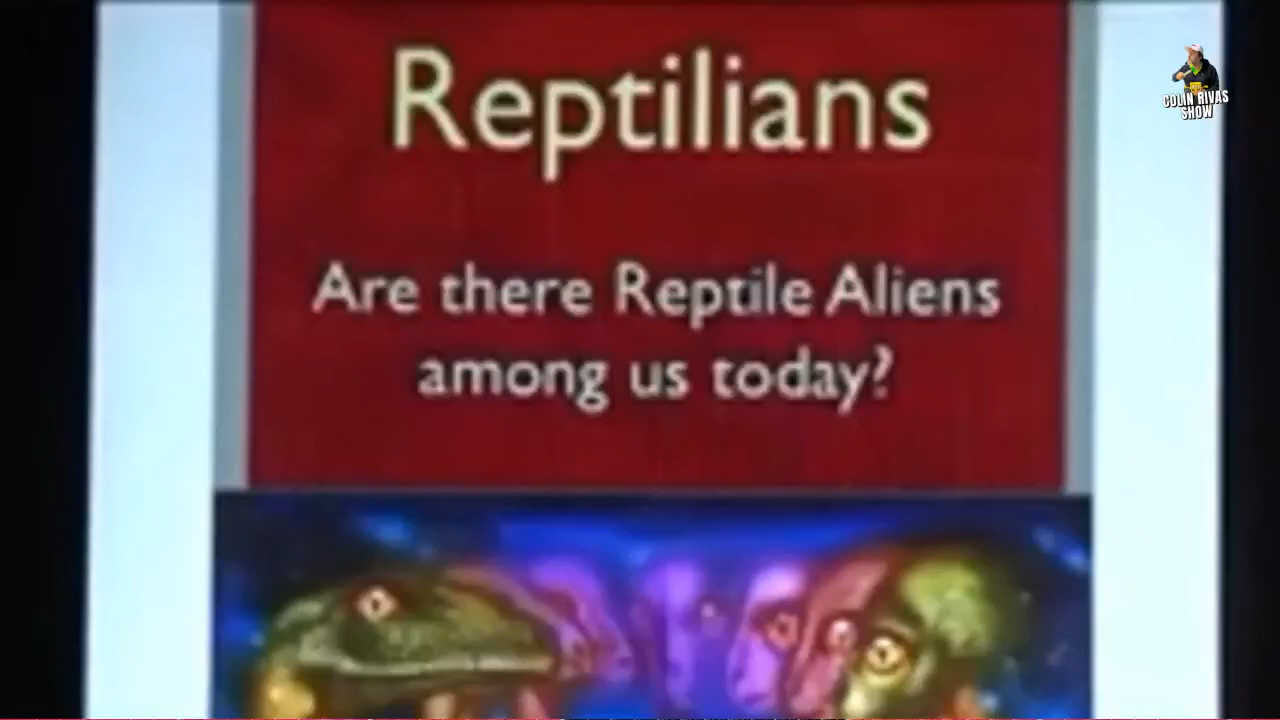 Reptilians
COLIN RIVAS
SHOW
Are there Reptile Aliens
among us today?